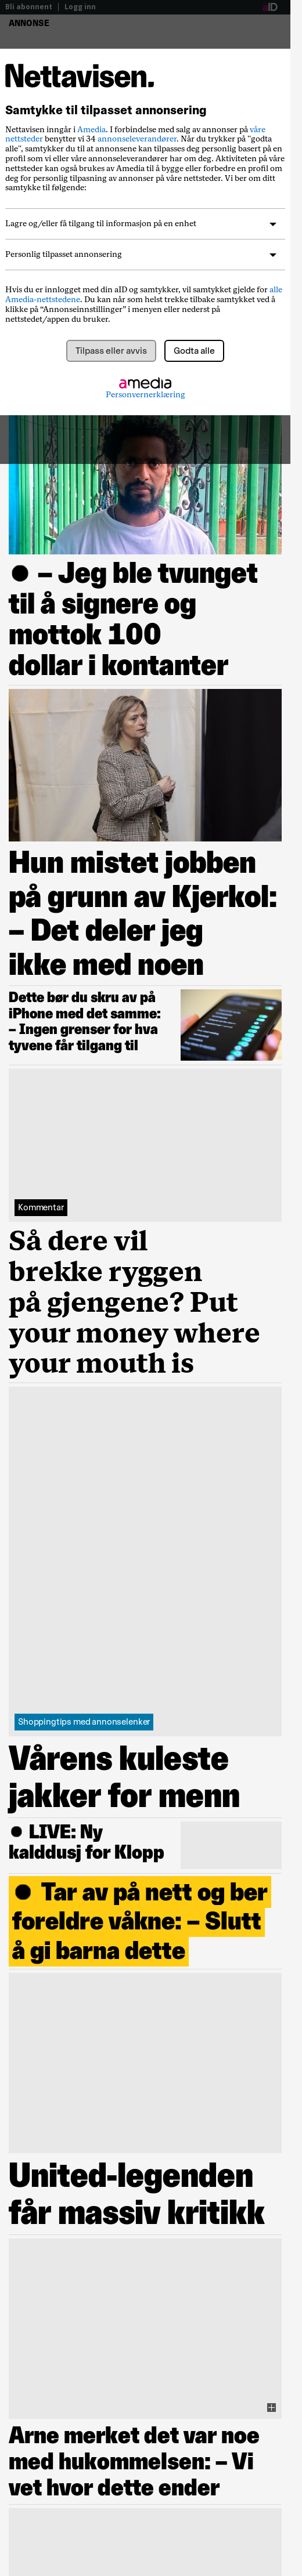 Bli abonnent | Logg inn
aID
ANNONSE
Nettavisen.
Samtykke til tilpasset annonsering
Nettavisen inngår i Amedia. I forbindelse med salg av annonser på våre
nettsteder benytter vi 34 annonseleverandører. Når du trykker på "godta
alle", samtykker du til at annonsene kan tilpasses deg personlig basert på en
profil som vi eller våre annonseleverandører har om deg. Aktiviteten på våre
nettsteder kan også brukes av Amedia til å bygge eller forbedre en profil om
deg for personlig tilpasning av annonser på våre nettsteder. Vi ber om ditt
samtykke til følgende:
Lagre og/eller få tilgang til informasjon på en enhet
Personlig tilpasset annonsering
Hvis du er innlogget med din aID og samtykker, vil samtykket gjelde for alle
Amedia-nettstedene. Du kan når som helst trekke tilbake samtykket ved å
klikke på “Annonseinnstillinger” i menyen eller nederst på
nettstedet/appen du bruker.
Tilpass eller avvis
Godta alle
amedia
Personvernerklæring
● – Jeg ble tvunget
til å signere og
mottok 100
dollar i kontanter
Hun mistet jobben
på grunn av Kjerkol:
– Det deler jeg
ikke med noen
Dette bør du skru av på
iPhone med det samme:
– Ingen grenser for hva
tyvene får tilgang til
Kommentar
Så dere vil
brekke ryggen
på gjengene? Put
your money where
your mouth is
Shoppingtips med annonselenker
Vårens kuleste
jakker for menn
● LIVE: Ny
kalddusj for Klopp
● Tar av på nett og ber
foreldre våkne: – Slutt
å gi barna dette
United-legenden
får massiv kritikk
Arne merket det var noe
med hukommelsen: – Vi
vet hvor dette ender